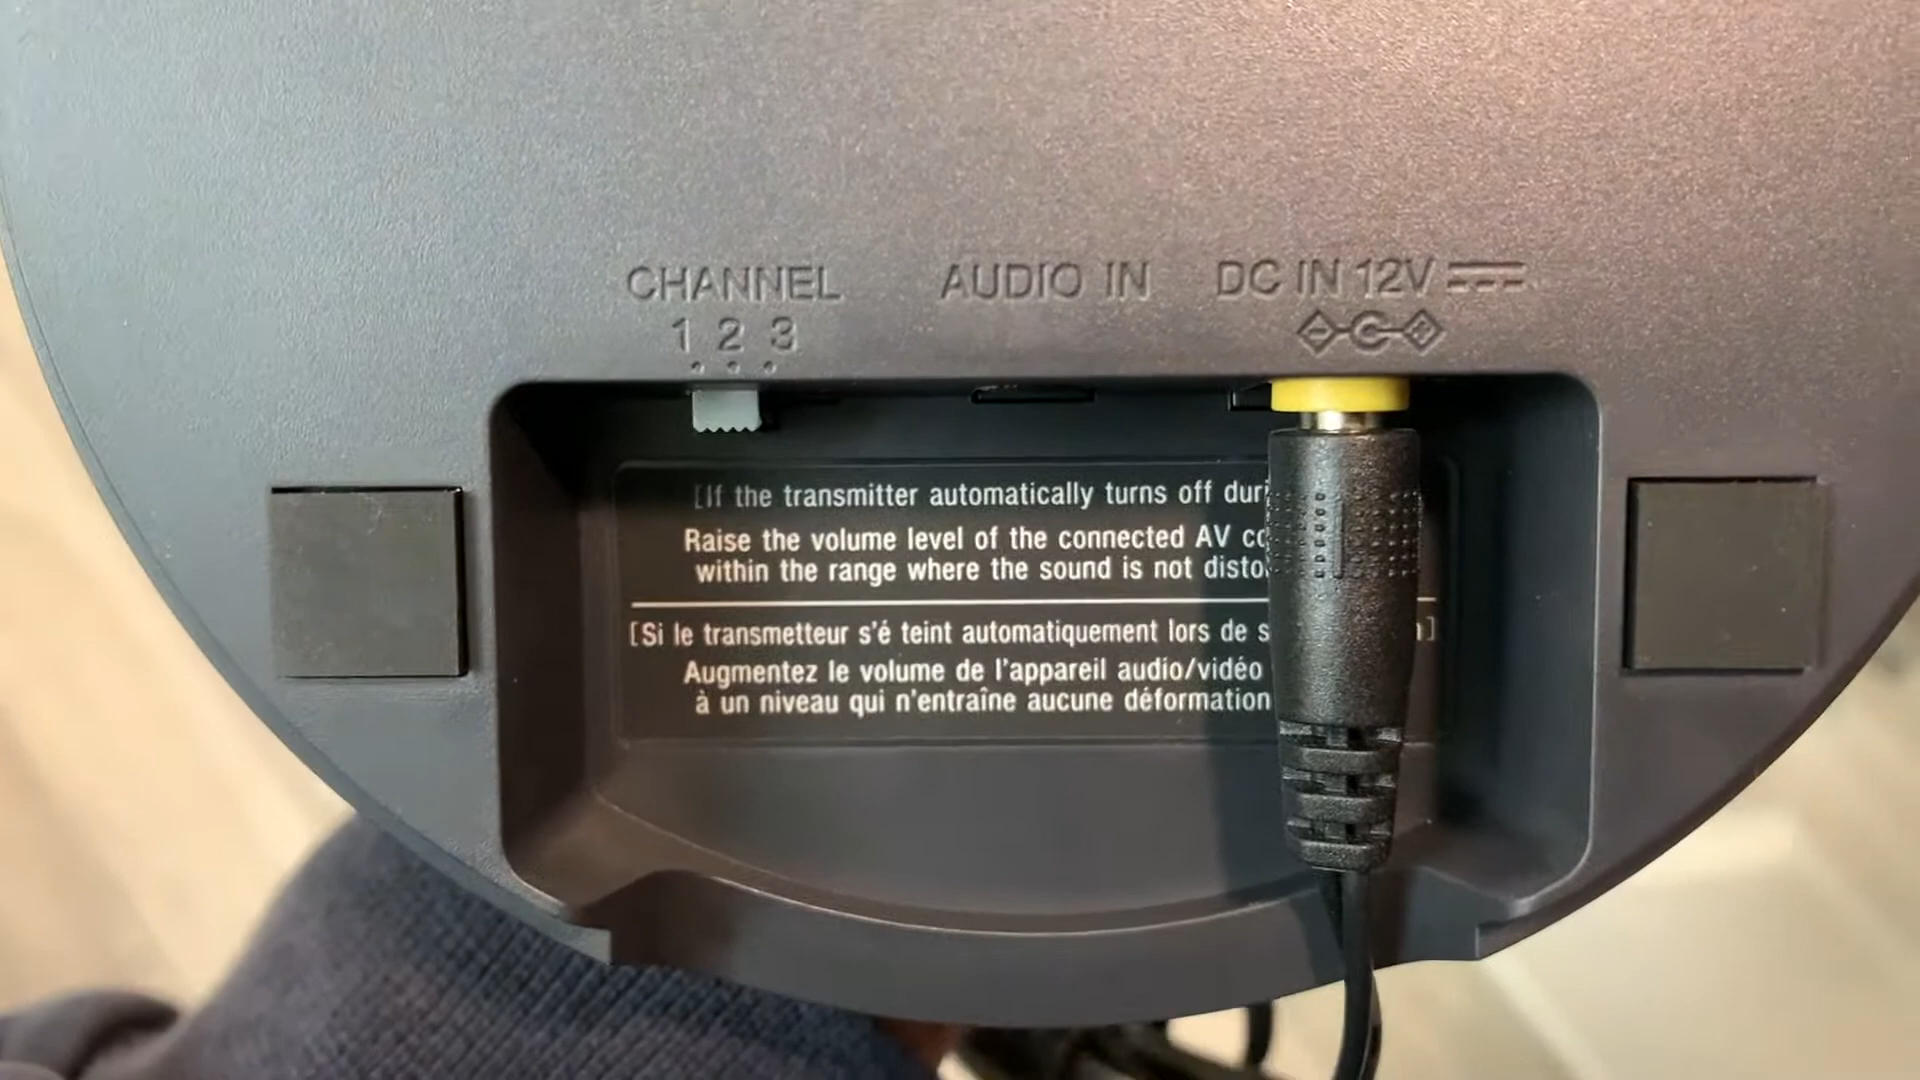 CHANNEL AUDIO IN DC IN 12V
1 2 3
[If the transmitter automatically turns off
Raise the volume level of the connected AV
within the range where the sound is not
[Si le transmetteur s'é teint automatiquement lors de
Augmentez le volume de l'appareil audio/vidéo
à un niveau qui n'entraîne aucune déformation